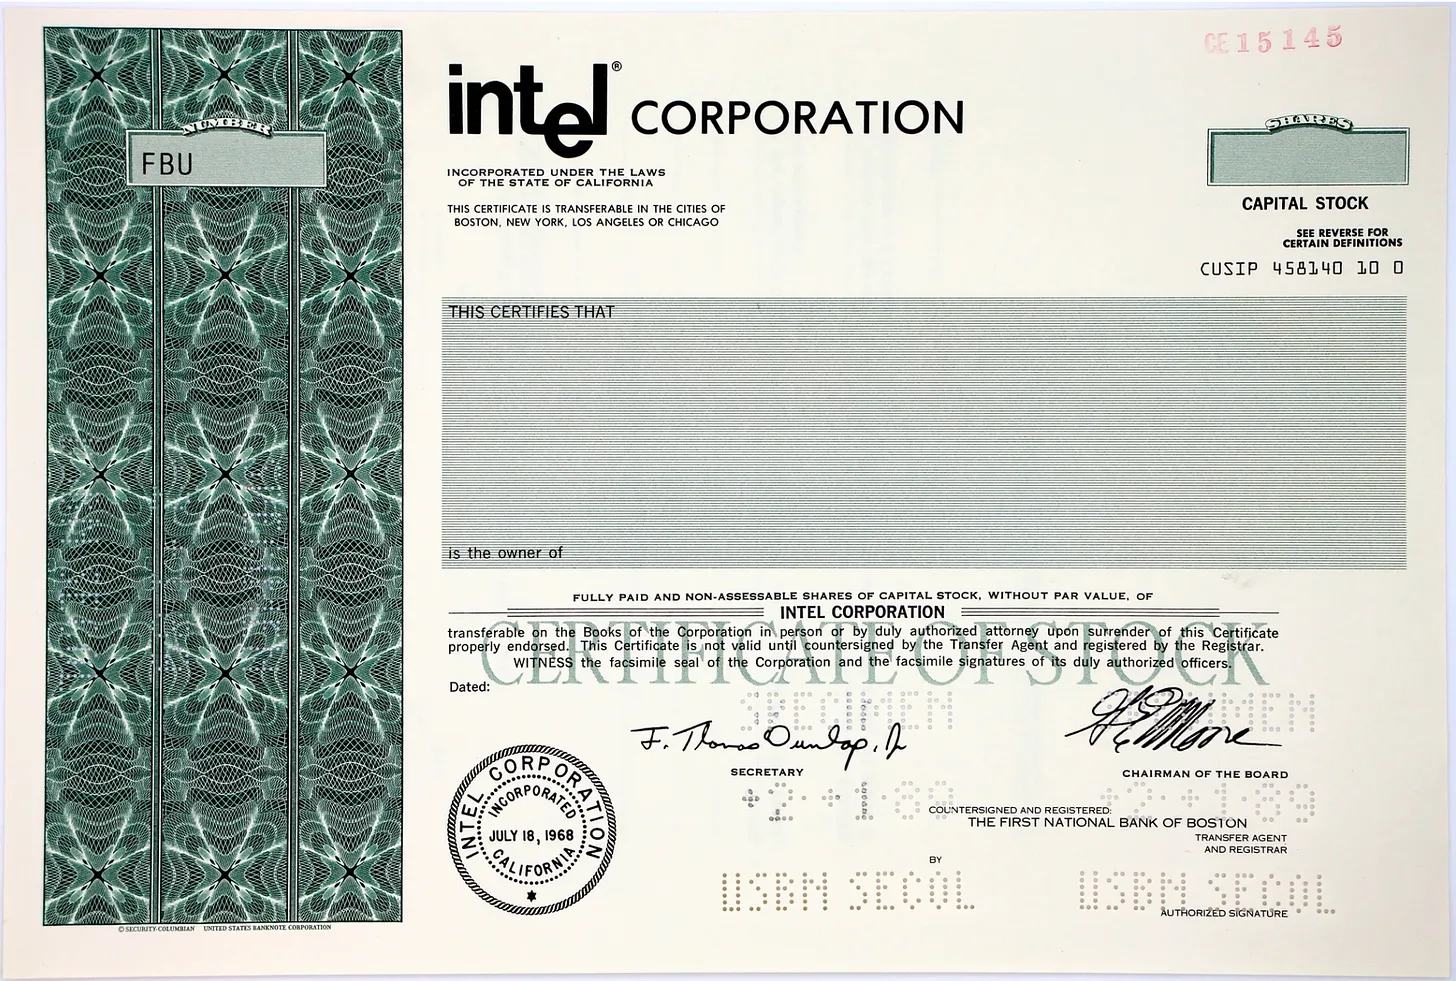 CE 15145
intel® CORPORATION
NUMBER
FBU
SHARES
INCORPORATED UNDER THE LAWS
OF THE STATE OF CALIFORNIA
THIS CERTIFICATE IS TRANSFERABLE IN THE CITIES OF
BOSTON, NEW YORK, LOS ANGELES OR CHICAGO
CAPITAL STOCK
SEE REVERSE FOR
CERTAIN DEFINITIONS
CUSIP 458140 10 0
THIS CERTIFIES THAT
is the owner of
FULLY PAID AND NON-ASSESSABLE SHARES OF CAPITAL STOCK, WITHOUT PAR VALUE, OF
INTEL CORPORATION
CERTIFICATE OF STOCK
transferable on the Books of the Corporation in person or by duly authorized attorney upon surrender of this Certificate
properly endorsed. This Certificate is not valid until countersigned by the Transfer Agent and registered by the Registrar.
WITNESS the facsimile seal of the Corporation and the facsimile signatures of its duly authorized officers.
Dated:
SPECIMEN SPECIMEN
F. Thomas Dunlap, Jr
G E Moore
SECRETARY
CHAIRMAN OF THE BOARD
INTEL CORPORATION
INCORPORATED
JULY 18, 1968
CALIFORNIA
COUNTERSIGNED AND REGISTERED:
THE FIRST NATIONAL BANK OF BOSTON
TRANSFER AGENT
AND REGISTRAR
BY
USBN SECOL USBN SECOL
AUTHORIZED SIGNATURE
© SECURITY-COLUMBIAN UNITED STATES BANKNOTE CORPORATION